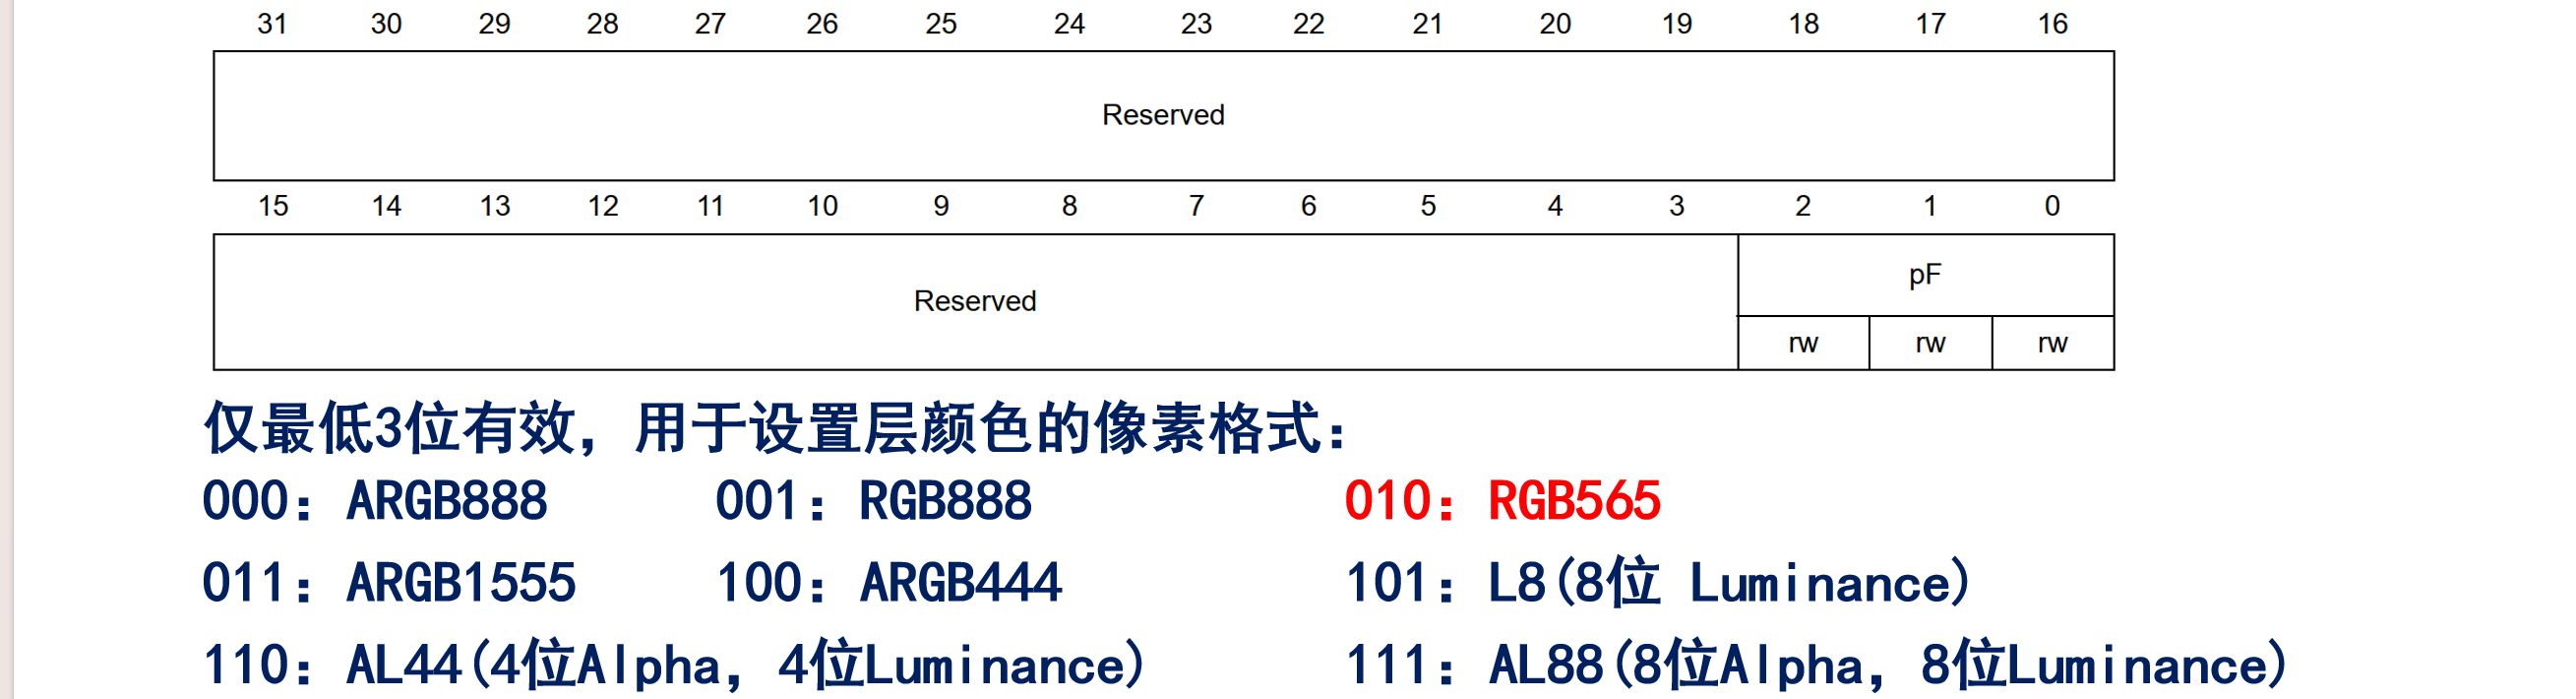 31 30 29 28 27 26 25 24 23 22 21 20 19 18 17 16
Reserved
15 14 13 12 11 10 9 8 7 6 5 4 3 2 1 0
Reserved pF
rw rw rw
仅最低3位有效，用于设置层颜色的像素格式：
000：ARGB888 001：RGB888 010：RGB565
011：ARGB1555 100：ARGB444 101：L8(8位 Luminance)
110：AL44(4位Alpha，4位Luminance) 111：AL88(8位Alpha，8位Luminance)